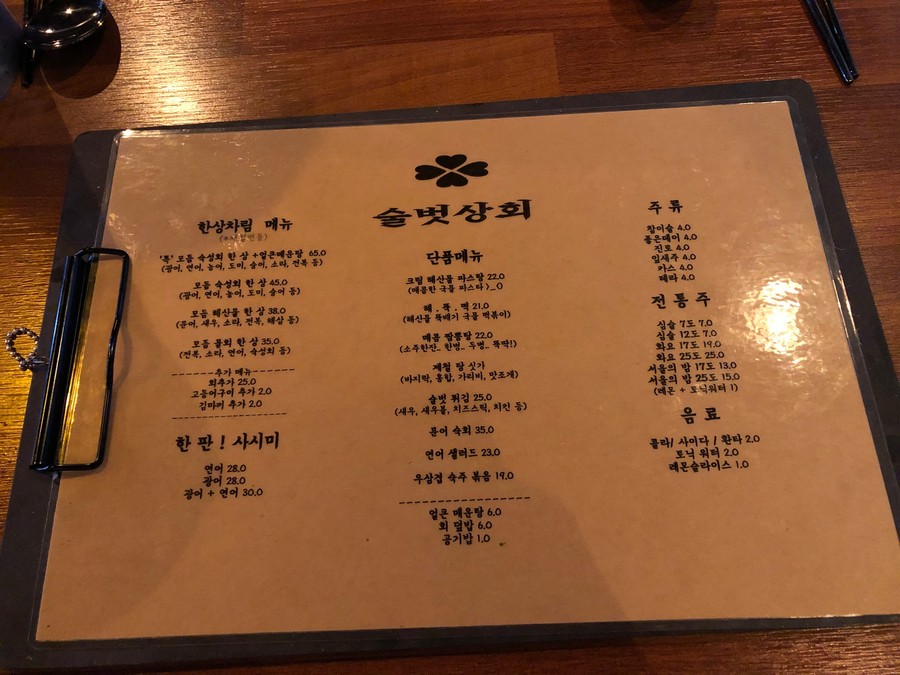 술벗상회
한상차림 메뉴
'특' 모듬 숙성회 한 상 +얼큰매운탕 65.0
(광어, 연어, 농어, 도미, 숭어, 소라, 전복 등)
모듬 숙성회 한 상 45.0
(광어, 연어, 농어, 도미, 숭어 등)
모듬 해산물 한 상 38.0
(문어, 새우, 소라, 전복, 해삼 등)
모듬 물회 한 상 35.0
(전복, 소라, 연어, 숙성회 등)
-------추가 메뉴-------
회추가 25.0
고등어구이 추가 2.0
김마끼 추가 2.0
한 판 ! 사시미
연어 28.0
광어 28.0
광어 + 연어 30.0
단품메뉴
크림 해산물 파스탕 22.0
(매콤한 국물 파스타 )_0
해 . 뚝 . 떡 21.0
(해산물 뚝배기 국물 떡볶이)
매콤 짬뽕탕 22.0
(소주한잔.. 한병.. 두병.. 뚝딱!)
제철 탕 싯가
(바지락, 홍합, 가리비, 맛조개)
술벗 튀김 25.0
(새우, 새우볼, 치즈스틱, 치킨 등)
문어 숙회 35.0
연어 샐러드 23.0
우삼겹 숙주 볶음 19.0
얼큰 매운탕 6.0
회 덮밥 6.0
공기밥 1.0
주 류
참이슬 4.0
좋은데이 4.0
진로 4.0
잎새주 4.0
카스 4.0
테라 4.0
전 통 주
심술 7도 7.0
심술 12도 7.0
화요 17도 19.0
화요 25도 25.0
서울의 밤 17도 13.0
서울의 밤 25도 15.0
(레몬 + 토닉워터 1)
음 료
콜라/ 사이다 / 환타 2.0
토닉 워터 2.0
레몬슬라이스 1.0